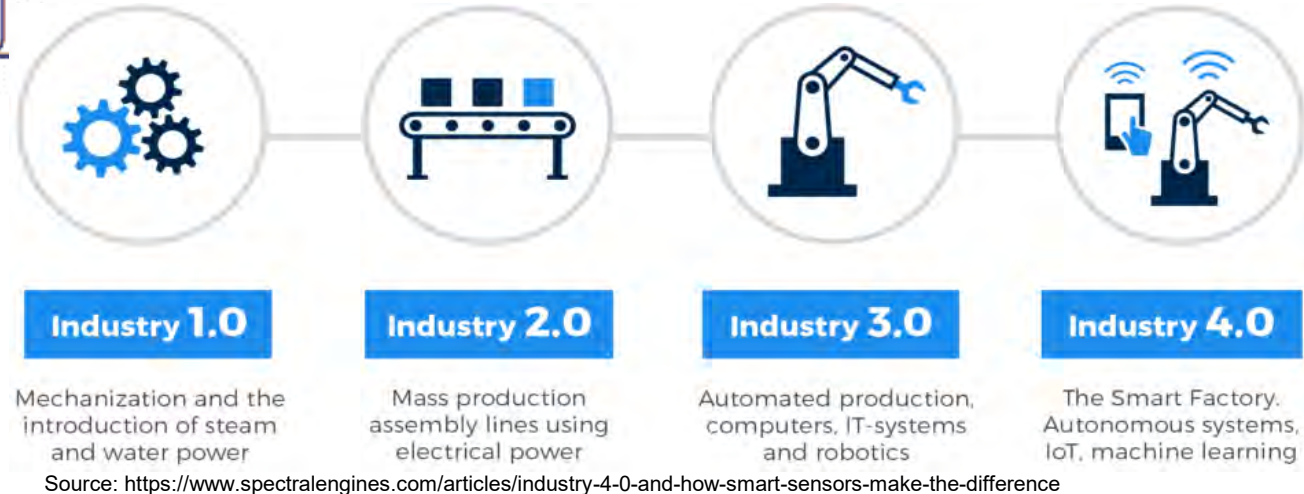 Industry 1.0
Mechanization and the
introduction of steam
and water power
Industry 2.0
Mass production
assembly lines using
electrical power
Industry 3.0
Automated production,
computers, IT-systems
and robotics
Industry 4.0
The Smart Factory.
Autonomous systems,
IoT, machine learning
Source: https://www.spectralengines.com/articles/industry-4-0-and-how-smart-sensors-make-the-difference